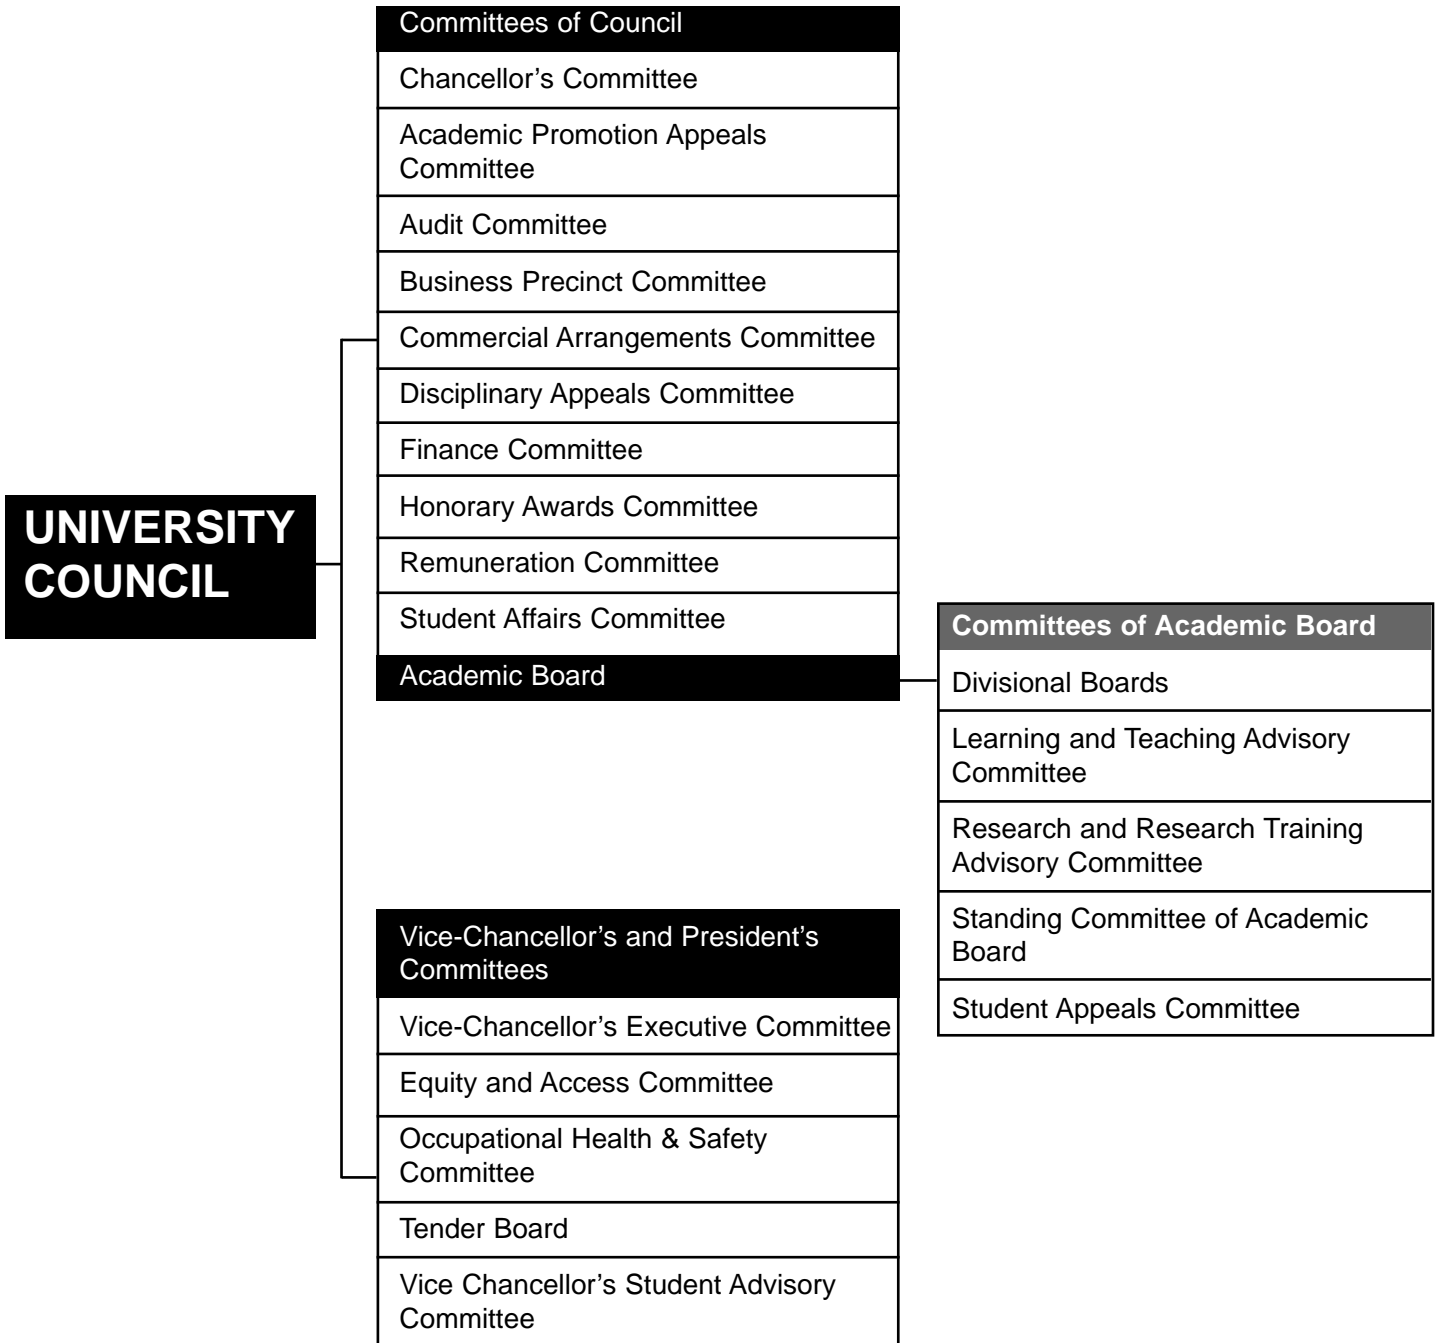 UNIVERSITY
COUNCIL
Committees of Council
Chancellor’s Committee
Academic Promotion Appeals
Committee
Audit Committee
Business Precinct Committee
Commercial Arrangements Committee
Disciplinary Appeals Committee
Finance Committee
Honorary Awards Committee
Remuneration Committee
Student Affairs Committee
Academic Board
Committees of Academic Board
Divisional Boards
Learning and Teaching Advisory
Committee
Research and Research Training
Advisory Committee
Standing Committee of Academic
Board
Student Appeals Committee
Vice-Chancellor’s and President’s
Committees
Vice-Chancellor’s Executive Committee
Equity and Access Committee
Occupational Health & Safety
Committee
Tender Board
Vice Chancellor’s Student Advisory
Committee